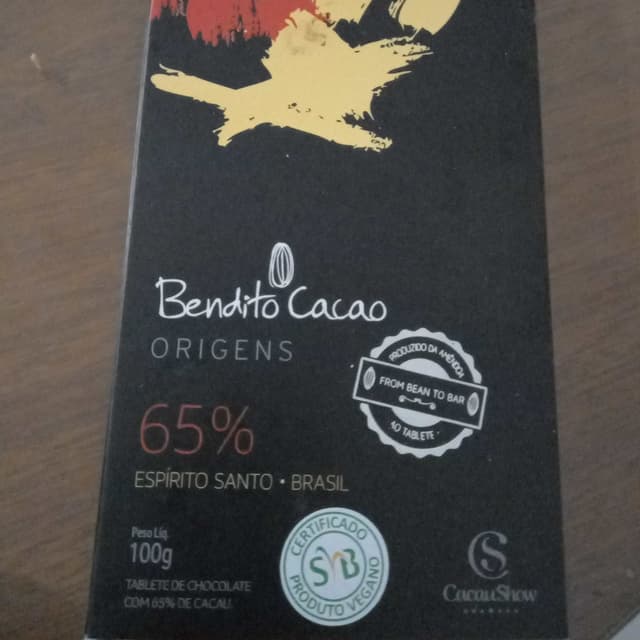 Bendito Cacao
ORIGENS
PRODUZIDO DA AMÊNDOA
FROM BEAN TO BAR
AO TABLETE
65%
ESPÍRITO SANTO • BRASIL
Peso Líq.
100g
TABLETE DE CHOCOLATE
COM 65% DE CACAU.
CERTIFICADO
SVB
PRODUTO VEGANO
CS
CacauShow